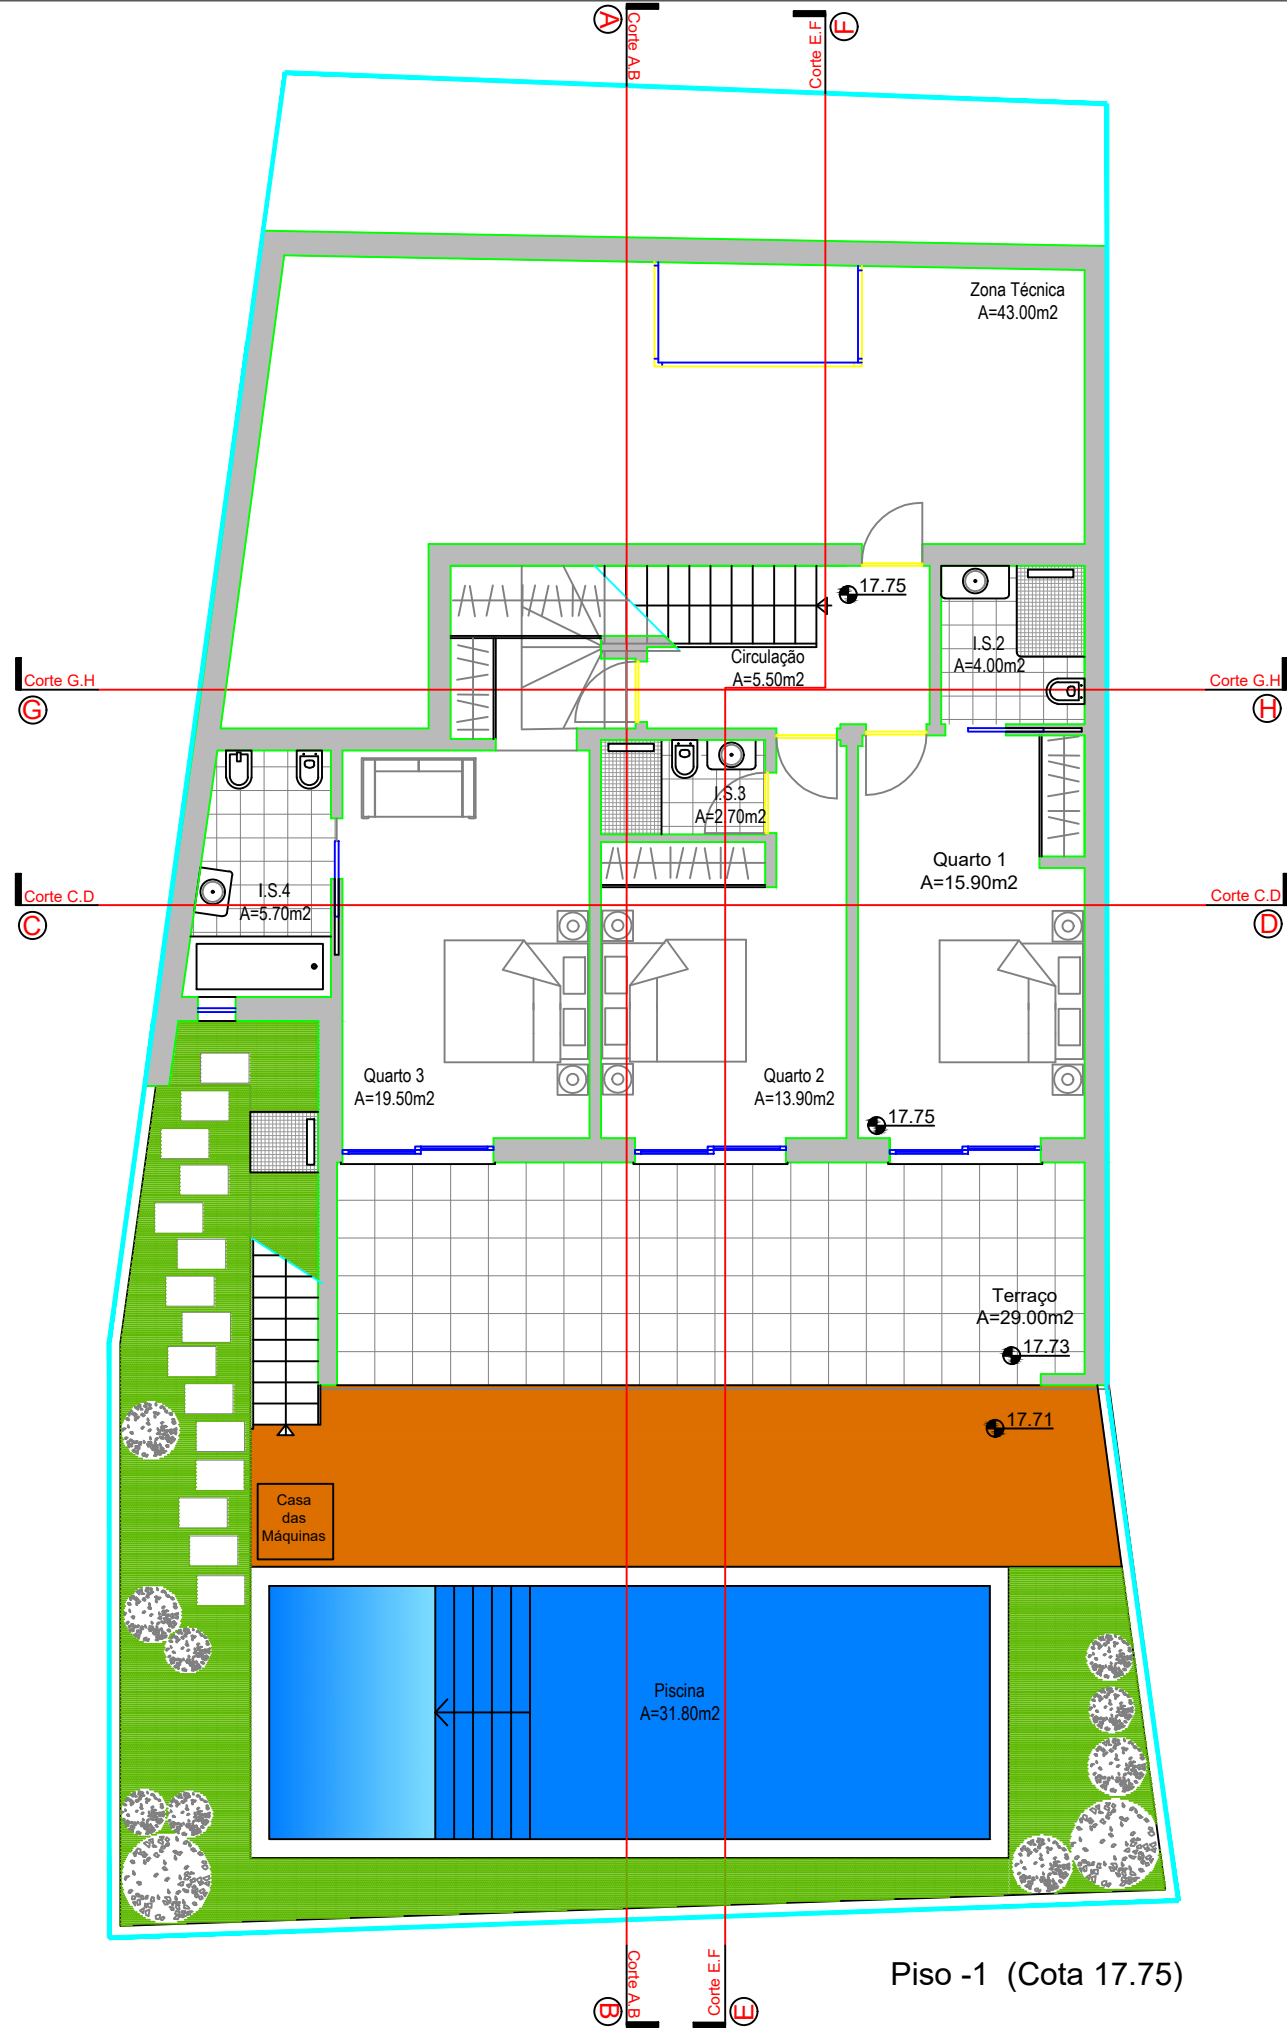 A
Corte A.B
Corte E.F
F
Zona Técnica
A=43.00m2
17.75
I.S.2
A=4.00m2
Circulação
A=5.50m2
Corte G.H
G
Corte G.H
H
I.S.3
A=2.70m2
Quarto 1
A=15.90m2
I.S.4
A=5.70m2
Corte C.D
C
Corte C.D
D
Quarto 3
A=19.50m2
Quarto 2
A=13.90m2
17.75
Terraço
A=29.00m2
17.73
17.71
Casa
das
Máquinas
Piscina
A=31.80m2
Corte A.B
B
Corte E.F
E
Piso -1 (Cota 17.75)